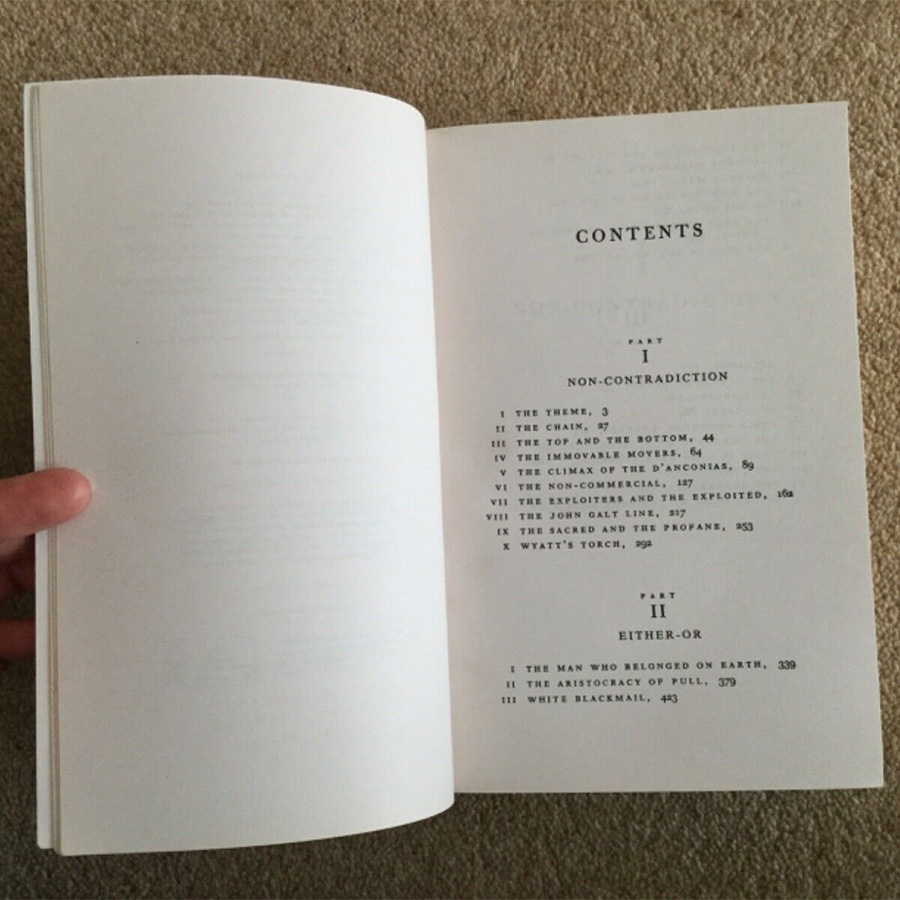 CONTENTS
PART
I
NON-CONTRADICTION
I THE THEME, 3
II THE CHAIN, 27
III THE TOP AND THE BOTTOM, 44
IV THE IMMOVABLE MOVERS, 64
V THE CLIMAX OF THE D'ANCONIAS, 89
VI THE NON-COMMERCIAL, 127
VII THE EXPLOITERS AND THE EXPLOITED, 162
VIII THE JOHN GALT LINE, 217
IX THE SACRED AND THE PROFANE, 253
X WYATT'S TORCH, 292
PART
II
EITHER-OR
I THE MAN WHO BELONGED ON EARTH, 339
II THE ARISTOCRACY OF PULL, 379
III WHITE BLACKMAIL, 423